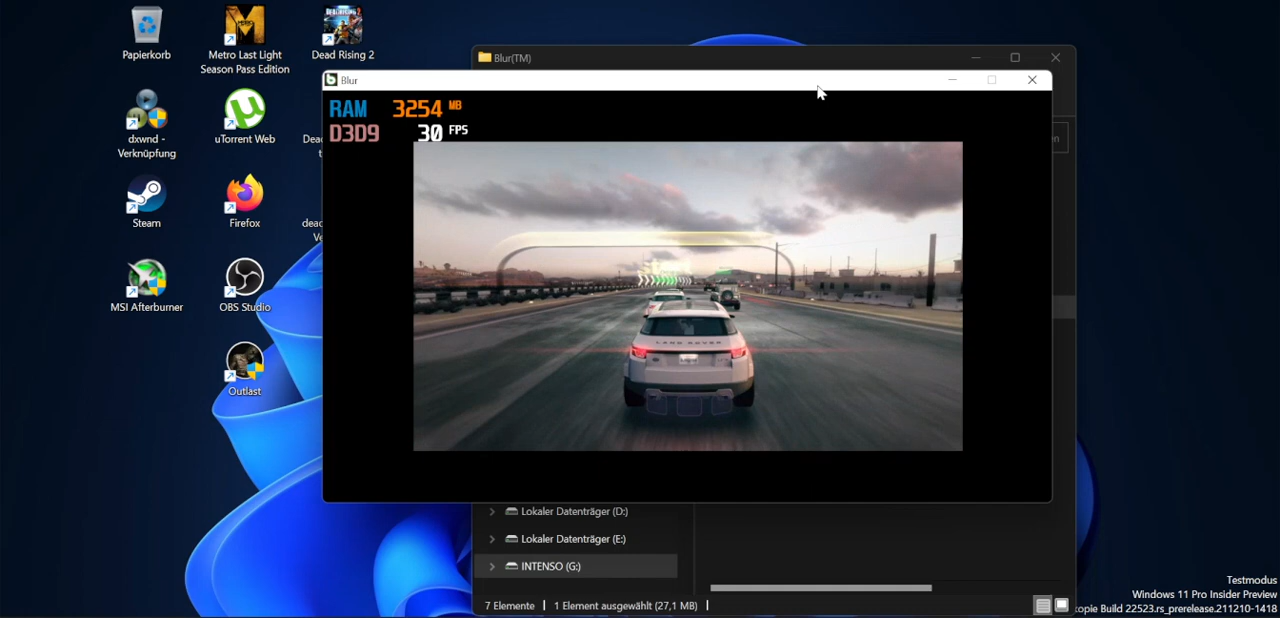 Papierkorb
Metro Last Light
Season Pass Edition
Dead Rising 2
dxwnd -
Verknüpfung
uTorrent Web
Steam
Firefox
MSI Afterburner
OBS Studio
Outlast
Blur(TM)
Blur
RAM 3254 MB
D3D9 30 FPS
LAND ROVER
Lokaler Datenträger (D:)
Lokaler Datenträger (E:)
INTENSO (G:)
7 Elemente
1 Element ausgewählt (27,1 MB)
Testmodus
Windows 11 Pro Insider Preview
Build 22523.rs_prerelease.211210-1418